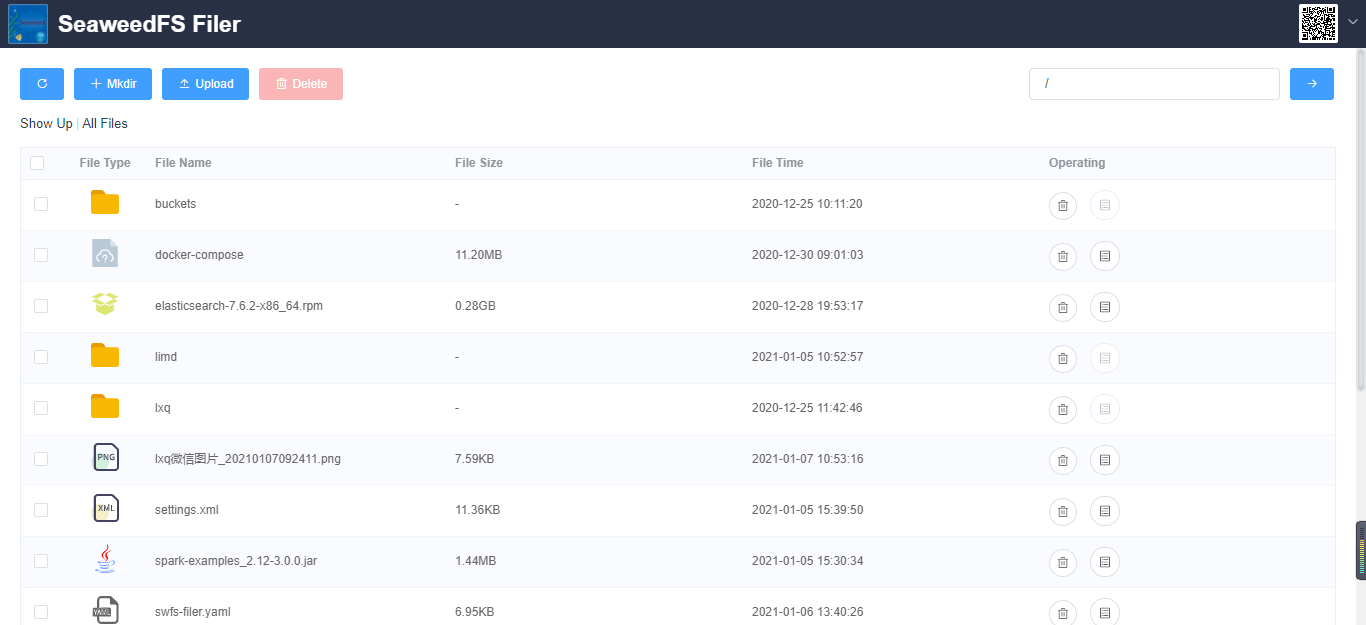 SeaweedFS Filer
Mkdir Upload Delete /
Show Up | All Files
File Type File Name File Size File Time Operating
buckets - 2020-12-25 10:11:20
docker-compose 11.20MB 2020-12-30 09:01:03
elasticsearch-7.6.2-x86_64.rpm 0.28GB 2020-12-28 19:53:17
limd - 2021-01-05 10:52:57
lxq - 2020-12-25 11:42:46
PNG lxq微信图片_20210107092411.png 7.59KB 2021-01-07 10:53:16
XML settings.xml 11.36KB 2021-01-05 15:39:50
spark-examples_2.12-3.0.0.jar 1.44MB 2021-01-05 15:30:34
YAML swfs-filer.yaml 6.95KB 2021-01-06 13:40:26